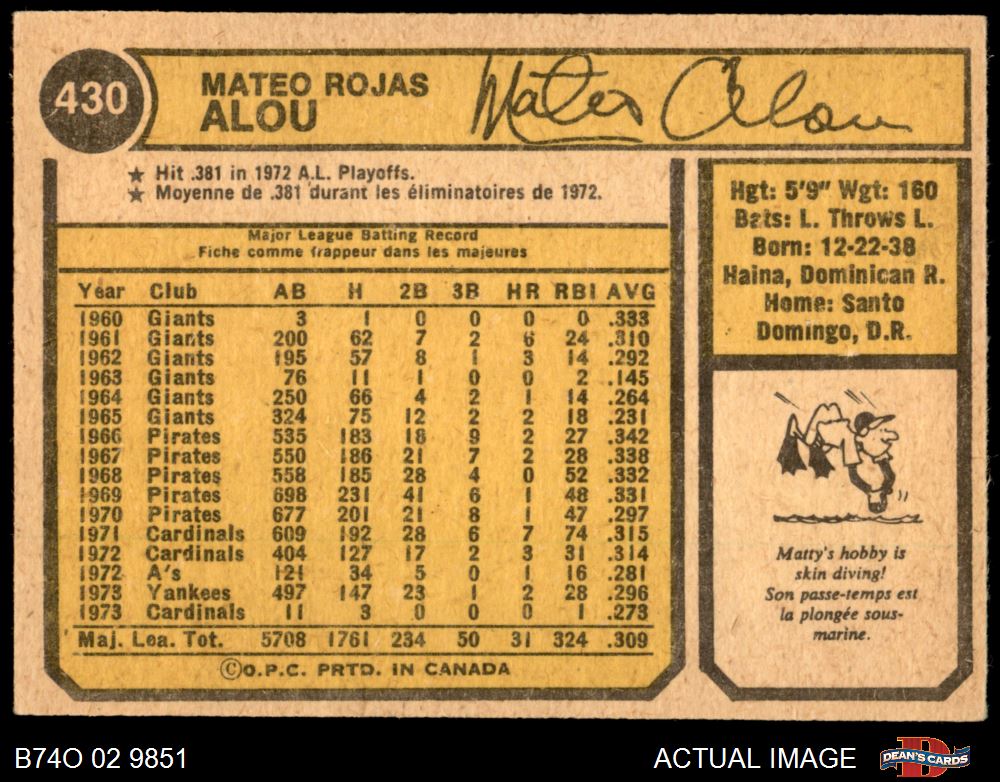 430
MATEO ROJAS
ALOU
Mateo Alou
★ Hit .381 in 1972 A.L. Playoffs.
★ Moyenne de .381 durant les éliminatoires de 1972.
Major League Batting Record
Fiche comme frappeur dans les majeures
Year Club AB H 2B 3B HR RBI AVG
1960 Giants 3 1 0 0 0 0 .333
1961 Giants 200 62 7 2 6 24 .310
1962 Giants 195 57 8 1 3 14 .292
1963 Giants 76 11 1 0 0 2 .145
1964 Giants 250 66 4 2 1 14 .264
1965 Giants 324 75 12 2 2 18 .231
1966 Pirates 535 183 18 9 2 27 .342
1967 Pirates 550 186 21 7 2 28 .338
1968 Pirates 558 185 28 4 0 52 .332
1969 Pirates 698 231 41 6 1 48 .331
1970 Pirates 677 201 21 8 1 47 .297
1971 Cardinals 609 192 28 6 7 74 .315
1972 Cardinals 404 127 17 2 3 31 .314
1972 A's 121 34 5 0 1 16 .281
1973 Yankees 497 147 23 1 2 28 .296
1973 Cardinals 11 3 0 0 0 1 .273
Maj. Lea. Tot. 5708 1761 234 50 31 324 .309
©O.P.C. PRTD. IN CANADA
Hgt: 5'9" Wgt: 160
Bats: L. Throws L.
Born: 12-22-38
Haina, Dominican R.
Home: Santo
Domingo, D.R.
Matty's hobby is
skin diving!
Son passe-temps est
la plongée sous-
marine.
B74O 02 9851
ACTUAL IMAGE
DEAN'S CARDS